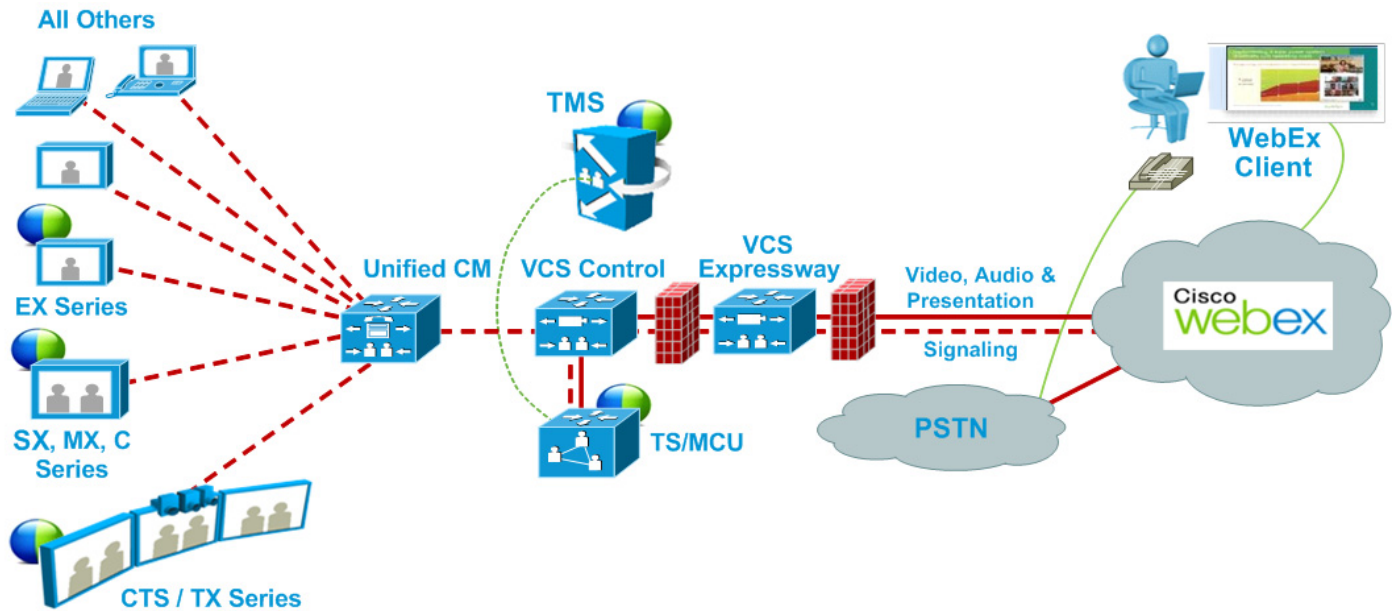 All Others
TMS
WebEx
Client
EX Series
Unified CM
VCS Control
VCS
Expressway
Video, Audio &
Presentation
Signaling
Cisco
webex
SX, MX, C
Series
TS/MCU
PSTN
CTS / TX Series